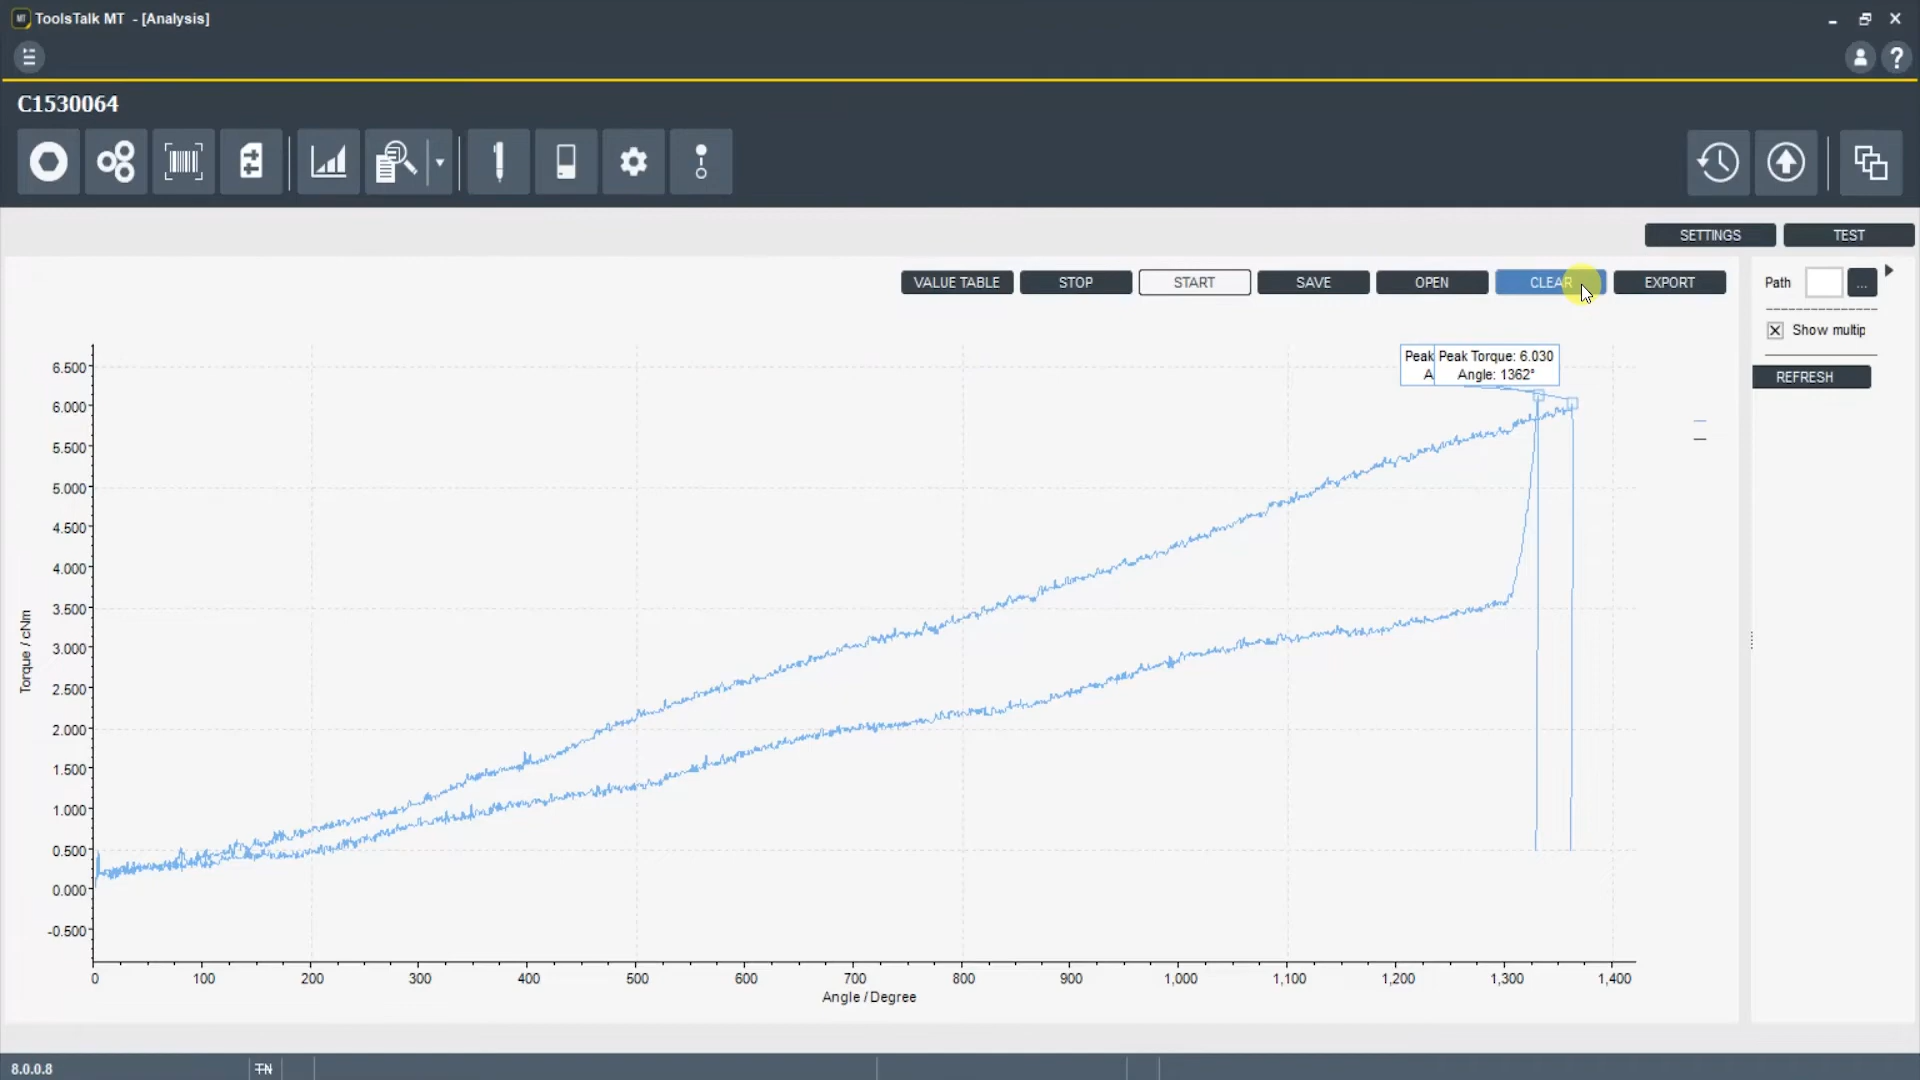 MT ToolsTalk MT - [Analysis]
C1530064
SETTINGS
TEST
VALUE TABLE
STOP
START
SAVE
OPEN
CLEAR
EXPORT
Path
...
Show multip
REFRESH
Peak
A
Peak Torque: 6.030
Angle: 1362°
6.500
6.000
5.500
5.000
4.500
4.000
3.500
3.000
2.500
2.000
1.500
1.000
0.500
0.000
-0.500
Torque / cNm
0 100 200 300 400 500 600 700 800 900 1,000 1,100 1,200 1,300 1,400
Angle / Degree
8.0.0.8
TN